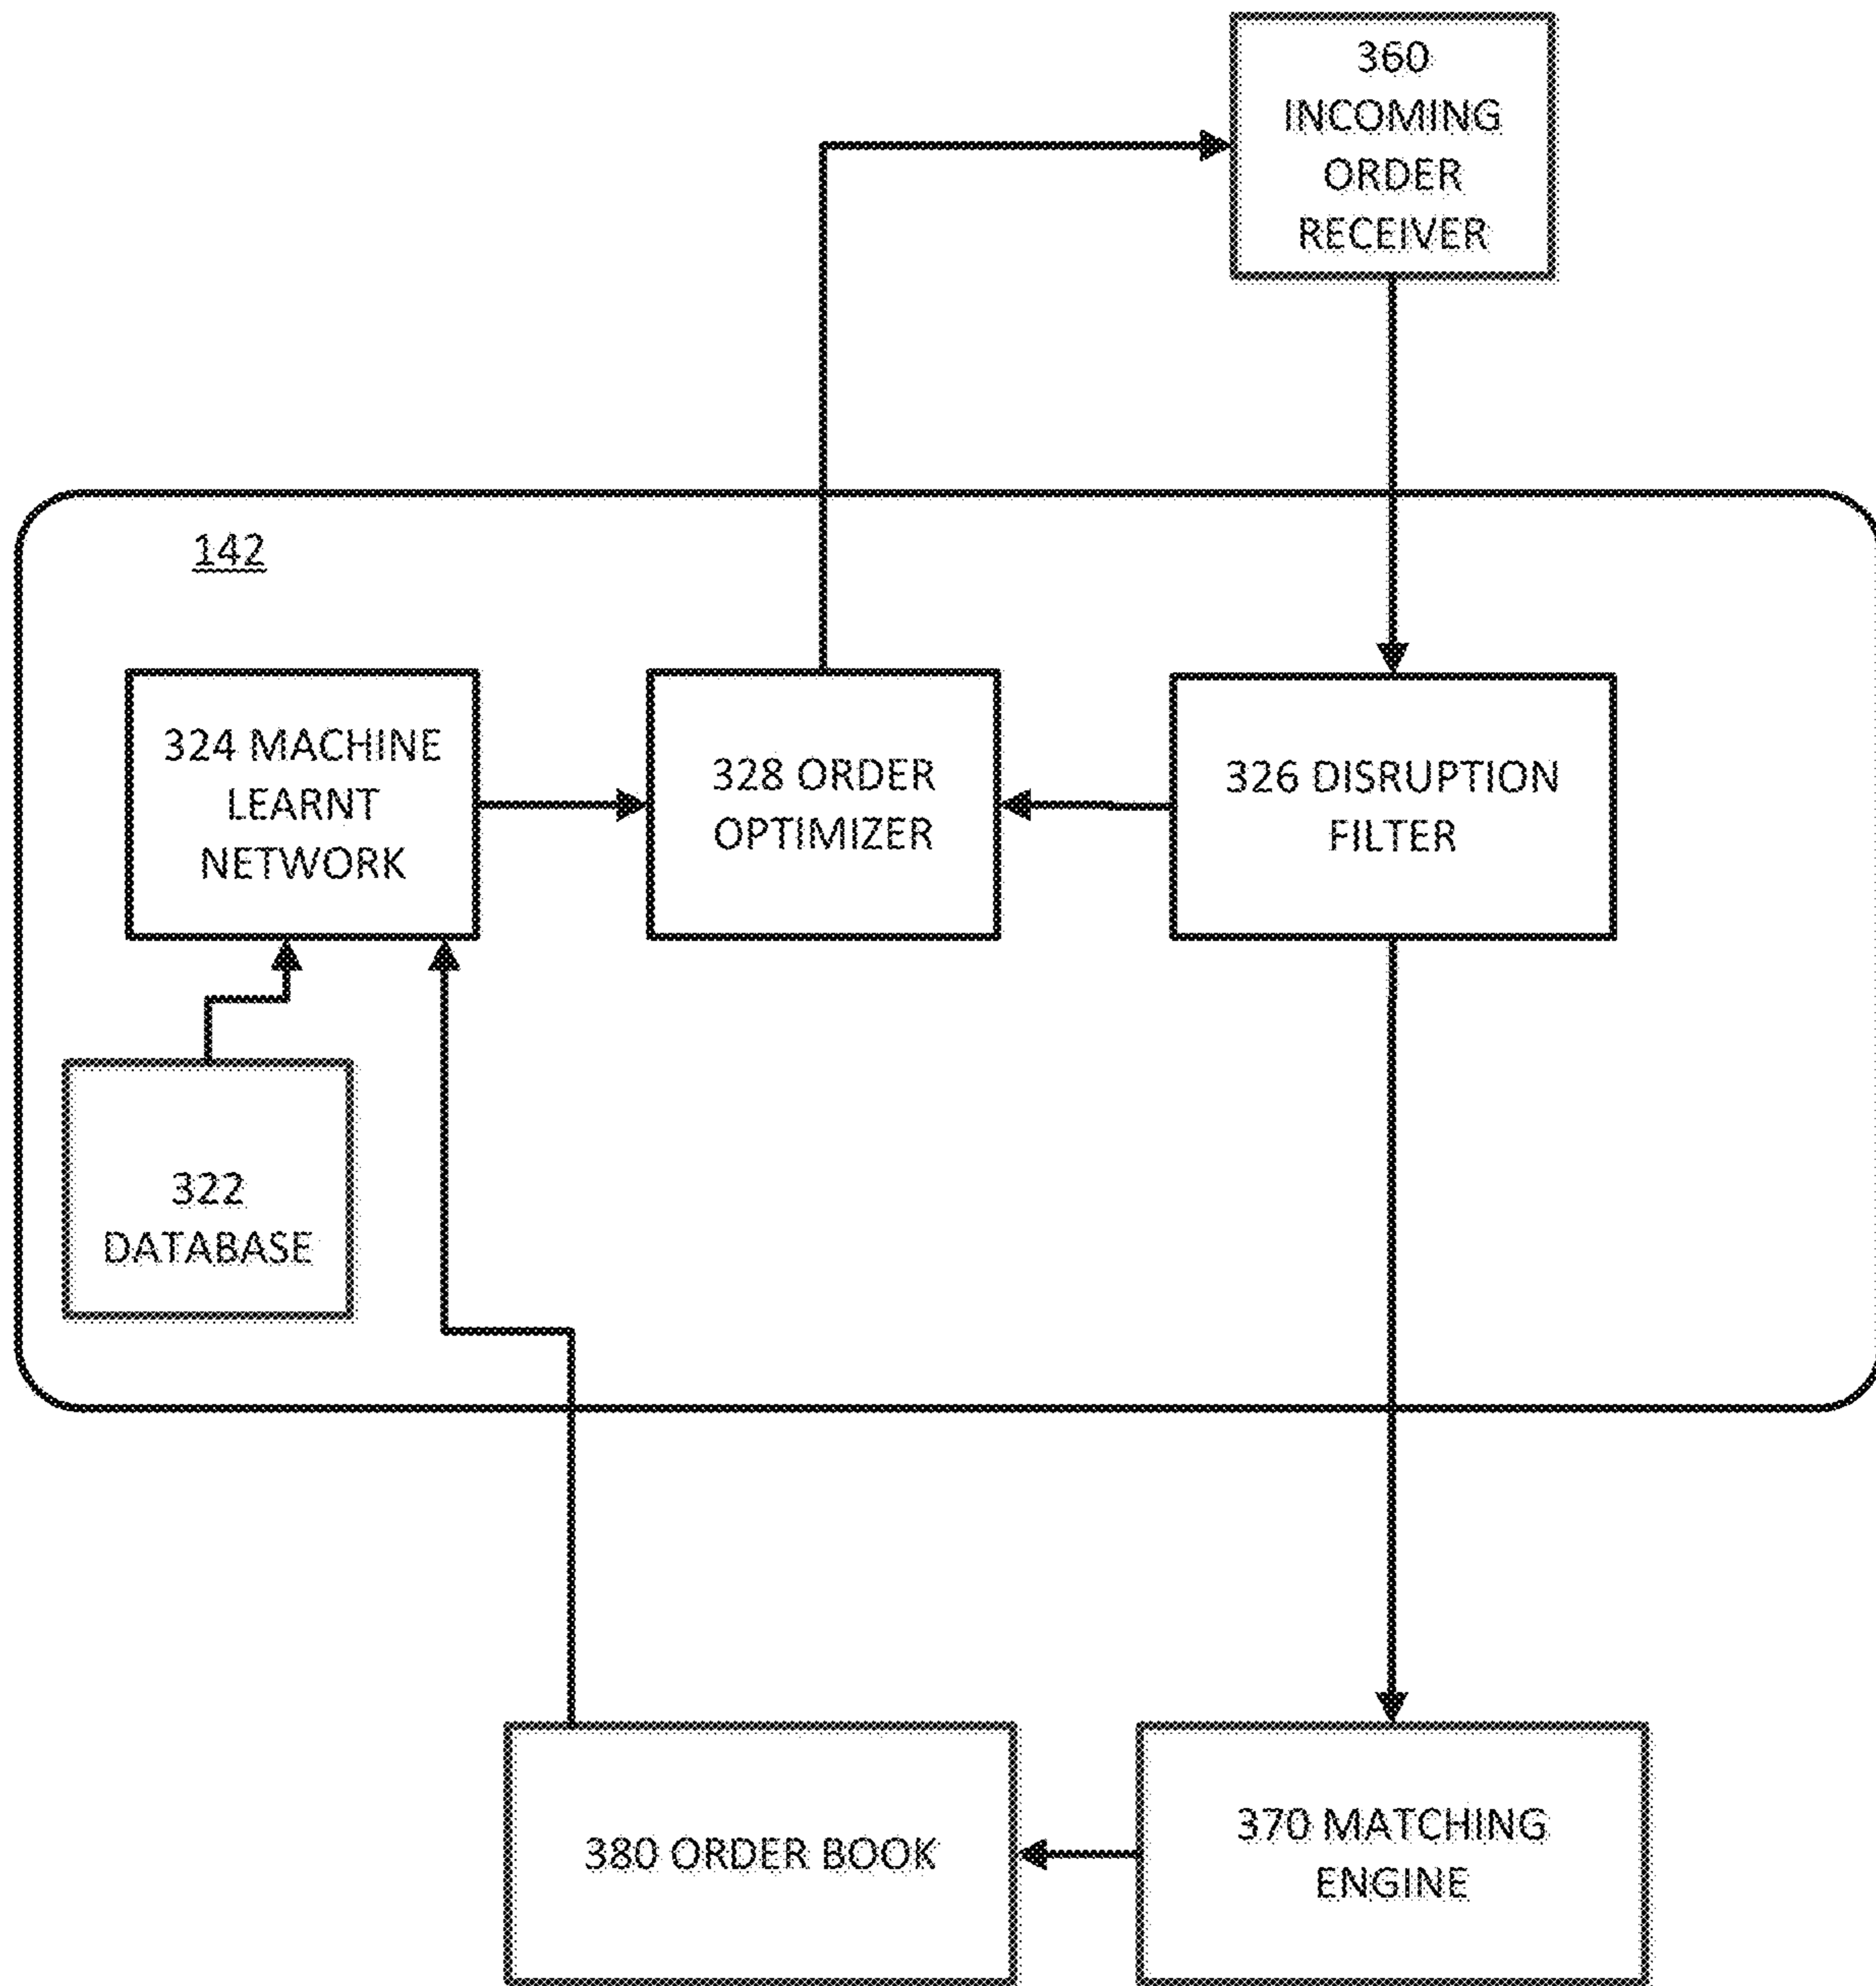 360
INCOMING
ORDER
RECEIVER
142
324 MACHINE
LEARNT
NETWORK
328 ORDER
OPTIMIZER
326 DISRUPTION
FILTER
322
DATABASE
380 ORDER BOOK
370 MATCHING
ENGINE